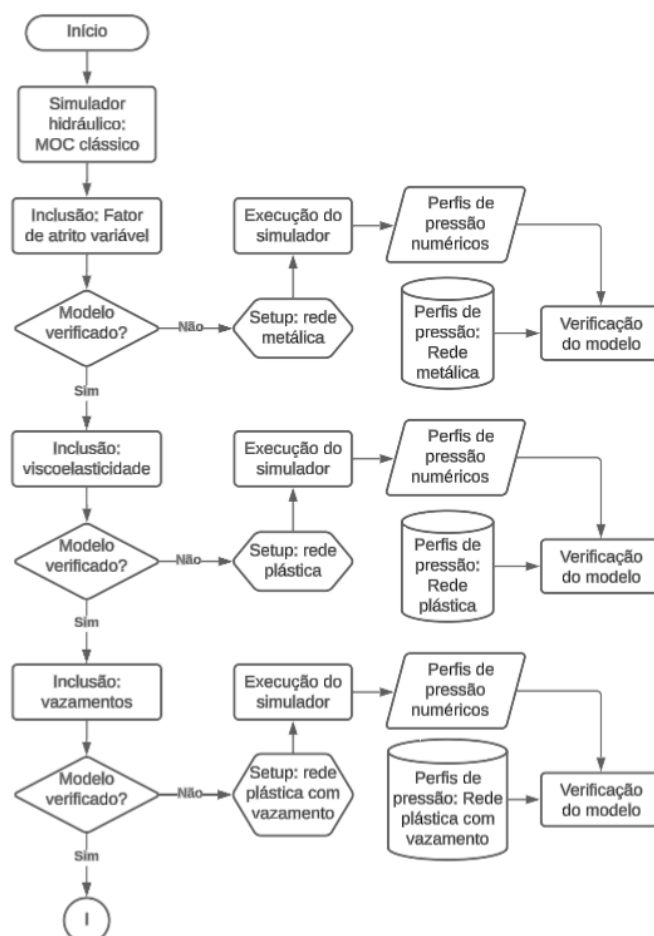 Início
Simulador
hidráulico:
MOC clássico
Inclusão: Fator
de atrito variável
Execução do
simulador
Perfis de
pressão
numéricos
Modelo
verificado?
Não
Setup: rede
metálica
Perfis de
pressão:
Rede
metálica
Verificação
do modelo
Sim
Inclusão:
viscoelasticidade
Execução do
simulador
Perfis de
pressão
numéricos
Modelo
verificado?
Não
Setup: rede
plástica
Perfis de
pressão:
Rede
plástica
Verificação
do modelo
Sim
Inclusão:
vazamentos
Execução do
simulador
Perfis de
pressão
numéricos
Modelo
verificado?
Não
Setup: rede
plástica com
vazamento
Perfis de
pressão: Rede
plástica com
vazamento
Verificação
do modelo
Sim
I